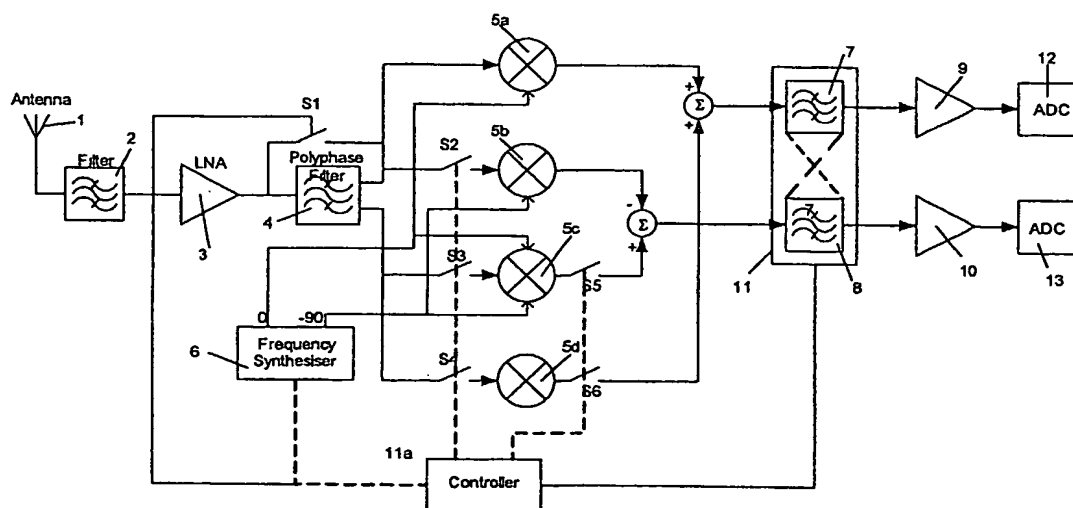 5a
7
9
12
Antenna
S1
+
Σ
+
ADC
1
2
S2
5b
Filter
LNA
Polyphase
Filter
4
3
-
Σ
+
7
ADC
5c
S3
S5
11
8
10
13
0
-90
6
Frequency
Synthesiser
S4
5d
S6
11a
Controller